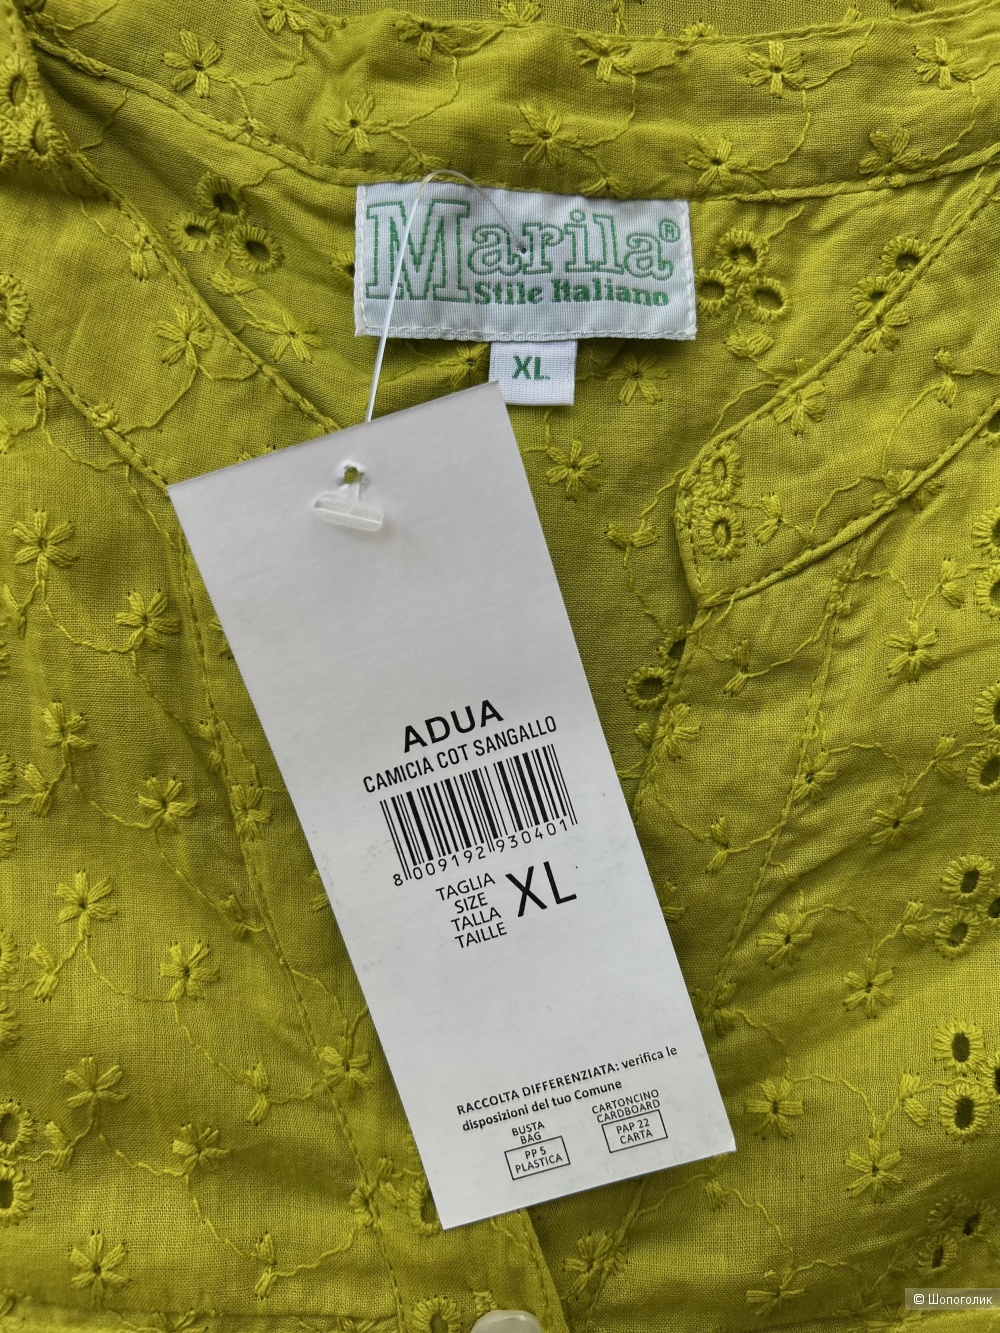 Marila®
Stile Italiano
XL
ADUA
CAMICIA COT SANGALLO
8 009192 930401
TAGLIA
SIZE
TALLA
TAILLE
XL
RACCOLTA DIFFERENZIATA: verifica le
disposizioni del tuo Comune
BUSTA
BAG
PP 5
PLASTICA
CARTONCINO
CARDBOARD
PAP 22
CARTA
© Шопоголик